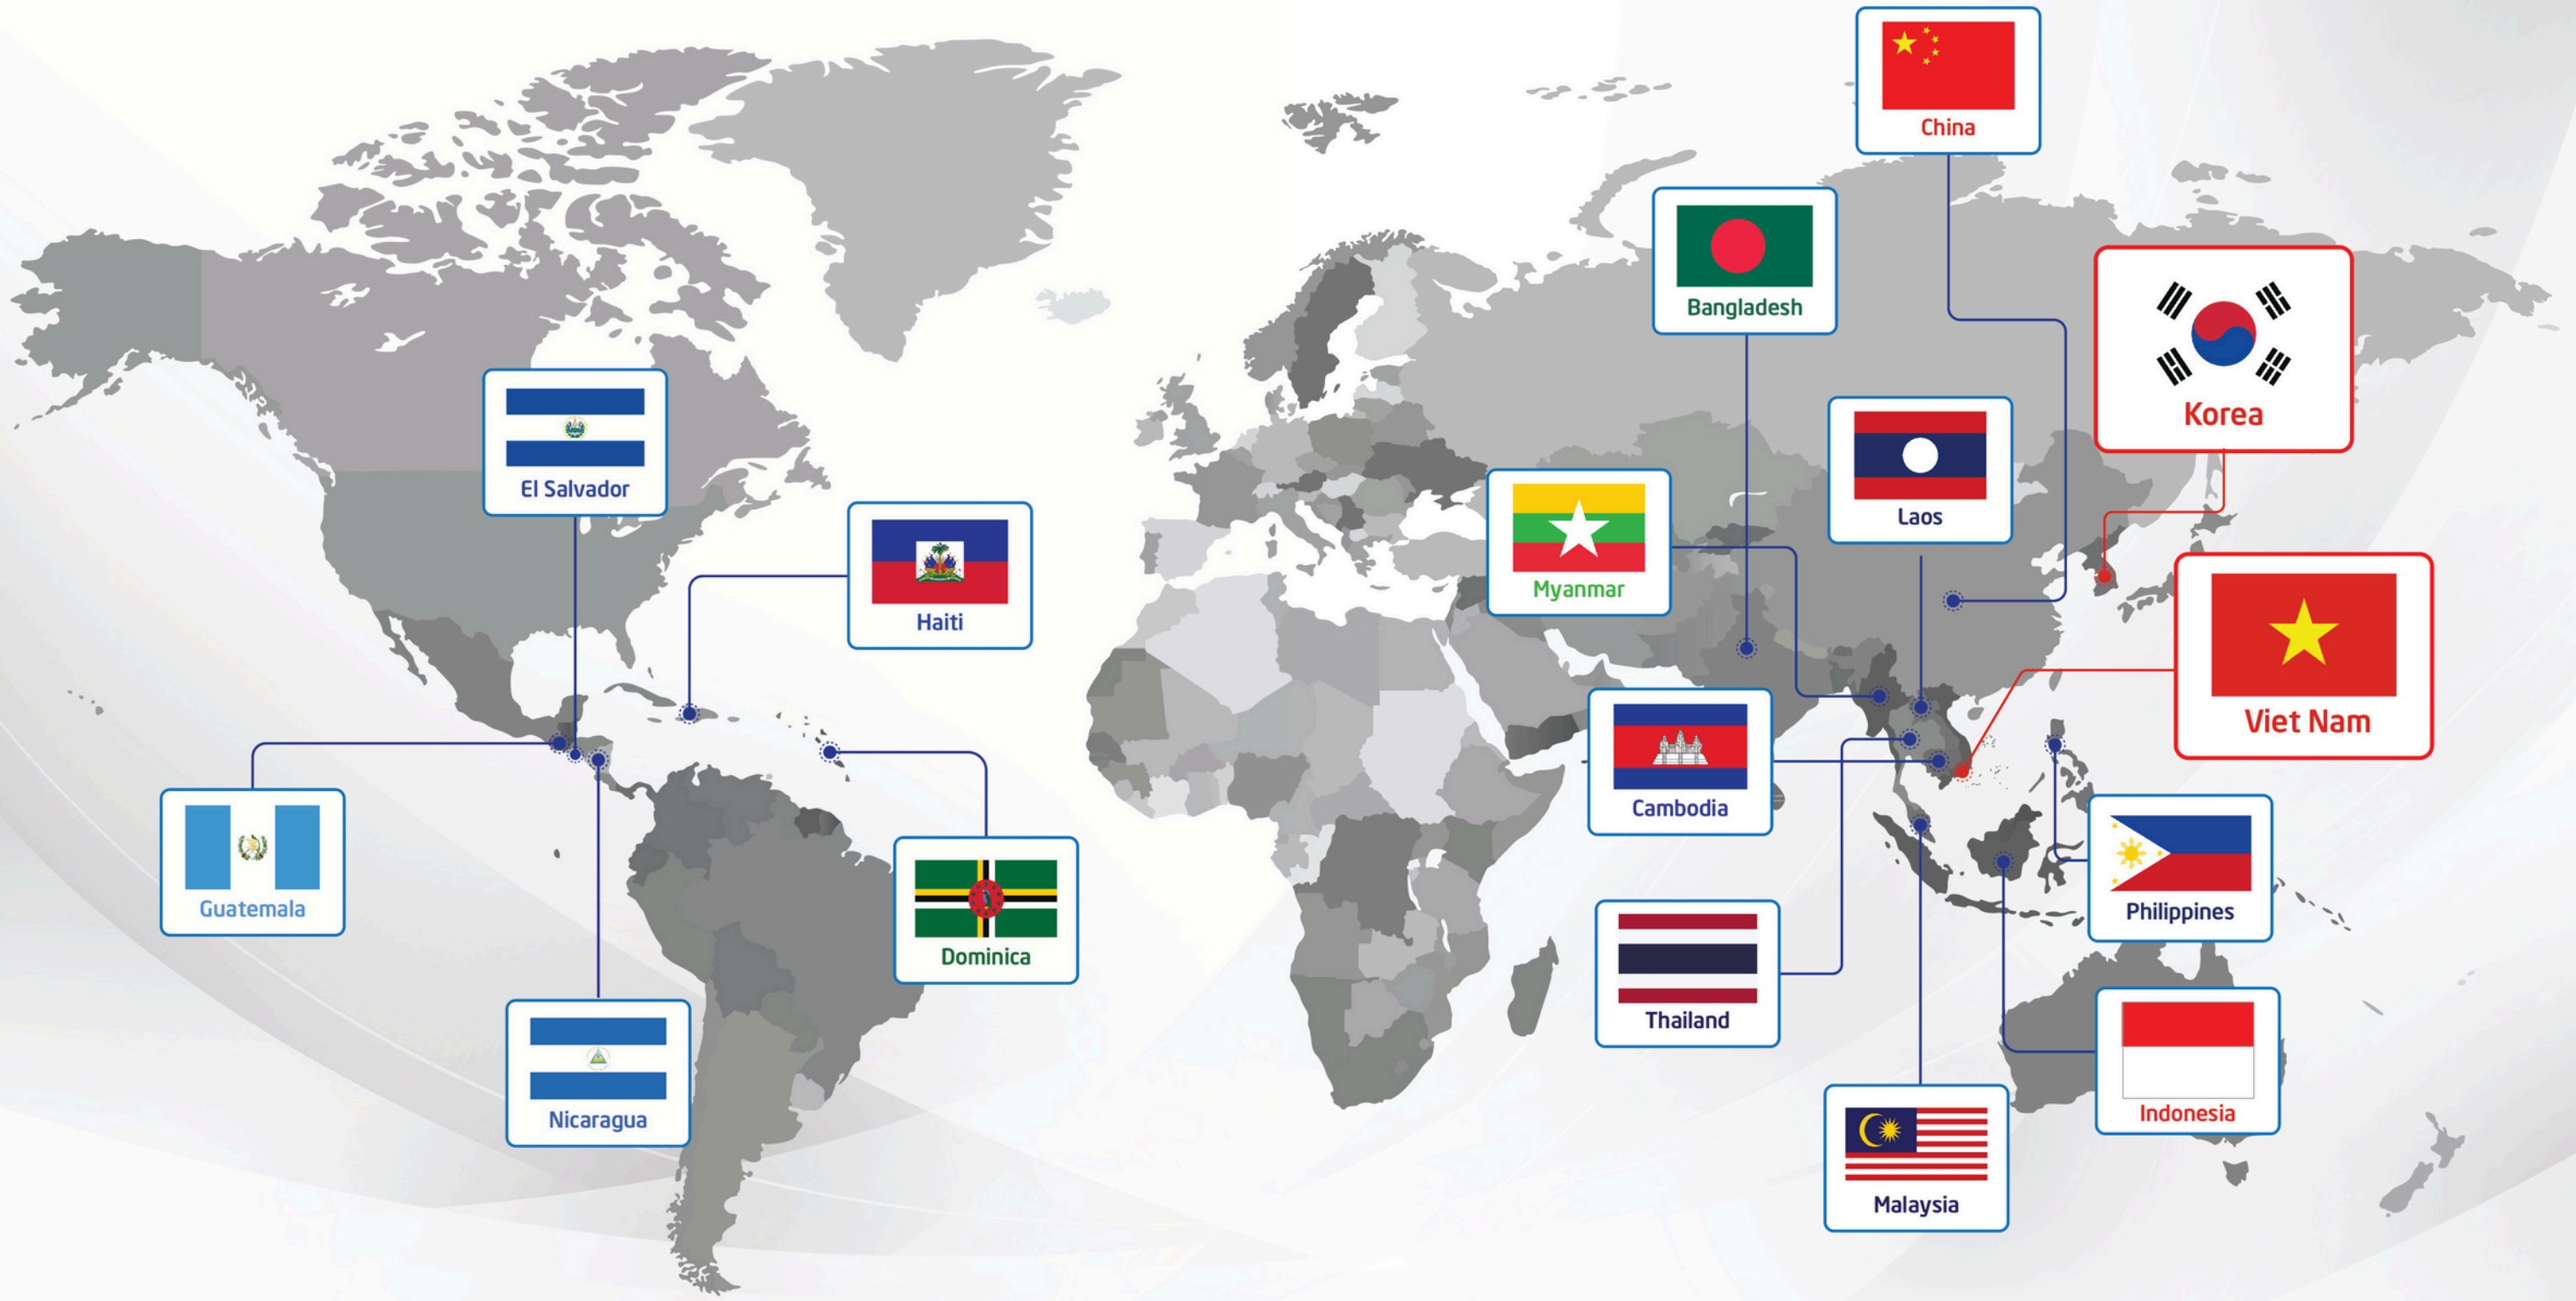 China
Bangladesh
Korea
El Salvador
Laos
Myanmar
Haiti
Viet Nam
Cambodia
Guatemala
Philippines
Dominica
Thailand
Nicaragua
Indonesia
Malaysia